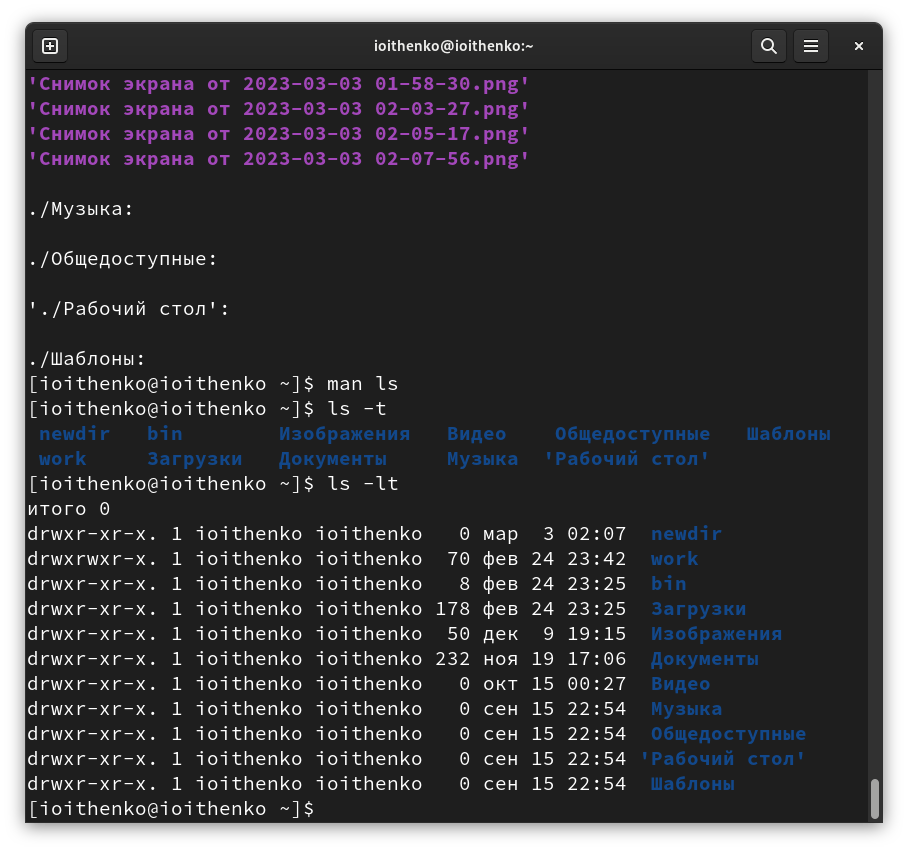 ioithenko@ioithenko:~
'Снимок экрана от 2023-03-03 01-58-30.png'
'Снимок экрана от 2023-03-03 02-03-27.png'
'Снимок экрана от 2023-03-03 02-05-17.png'
'Снимок экрана от 2023-03-03 02-07-56.png'
./Музыка:
./Общедоступные:
'./Рабочий стол':
./Шаблоны:
[ioithenko@ioithenko ~]$ man ls
[ioithenko@ioithenko ~]$ ls -t
newdir   bin        Изображения   Видео    Общедоступные   Шаблоны
work     Загрузки   Документы     Музыка  'Рабочий стол'
[ioithenko@ioithenko ~]$ ls -lt
итого 0
drwxr-xr-x. 1 ioithenko ioithenko   0 мар  3 02:07  newdir
drwxrwxr-x. 1 ioithenko ioithenko  70 фев 24 23:42  work
drwxr-xr-x. 1 ioithenko ioithenko   8 фев 24 23:25  bin
drwxr-xr-x. 1 ioithenko ioithenko 178 фев 24 23:25  Загрузки
drwxr-xr-x. 1 ioithenko ioithenko  50 дек  9 19:15  Изображения
drwxr-xr-x. 1 ioithenko ioithenko 232 ноя 19 17:06  Документы
drwxr-xr-x. 1 ioithenko ioithenko   0 окт 15 00:27  Видео
drwxr-xr-x. 1 ioithenko ioithenko   0 сен 15 22:54  Музыка
drwxr-xr-x. 1 ioithenko ioithenko   0 сен 15 22:54  Общедоступные
drwxr-xr-x. 1 ioithenko ioithenko   0 сен 15 22:54 'Рабочий стол'
drwxr-xr-x. 1 ioithenko ioithenko   0 сен 15 22:54  Шаблоны
[ioithenko@ioithenko ~]$